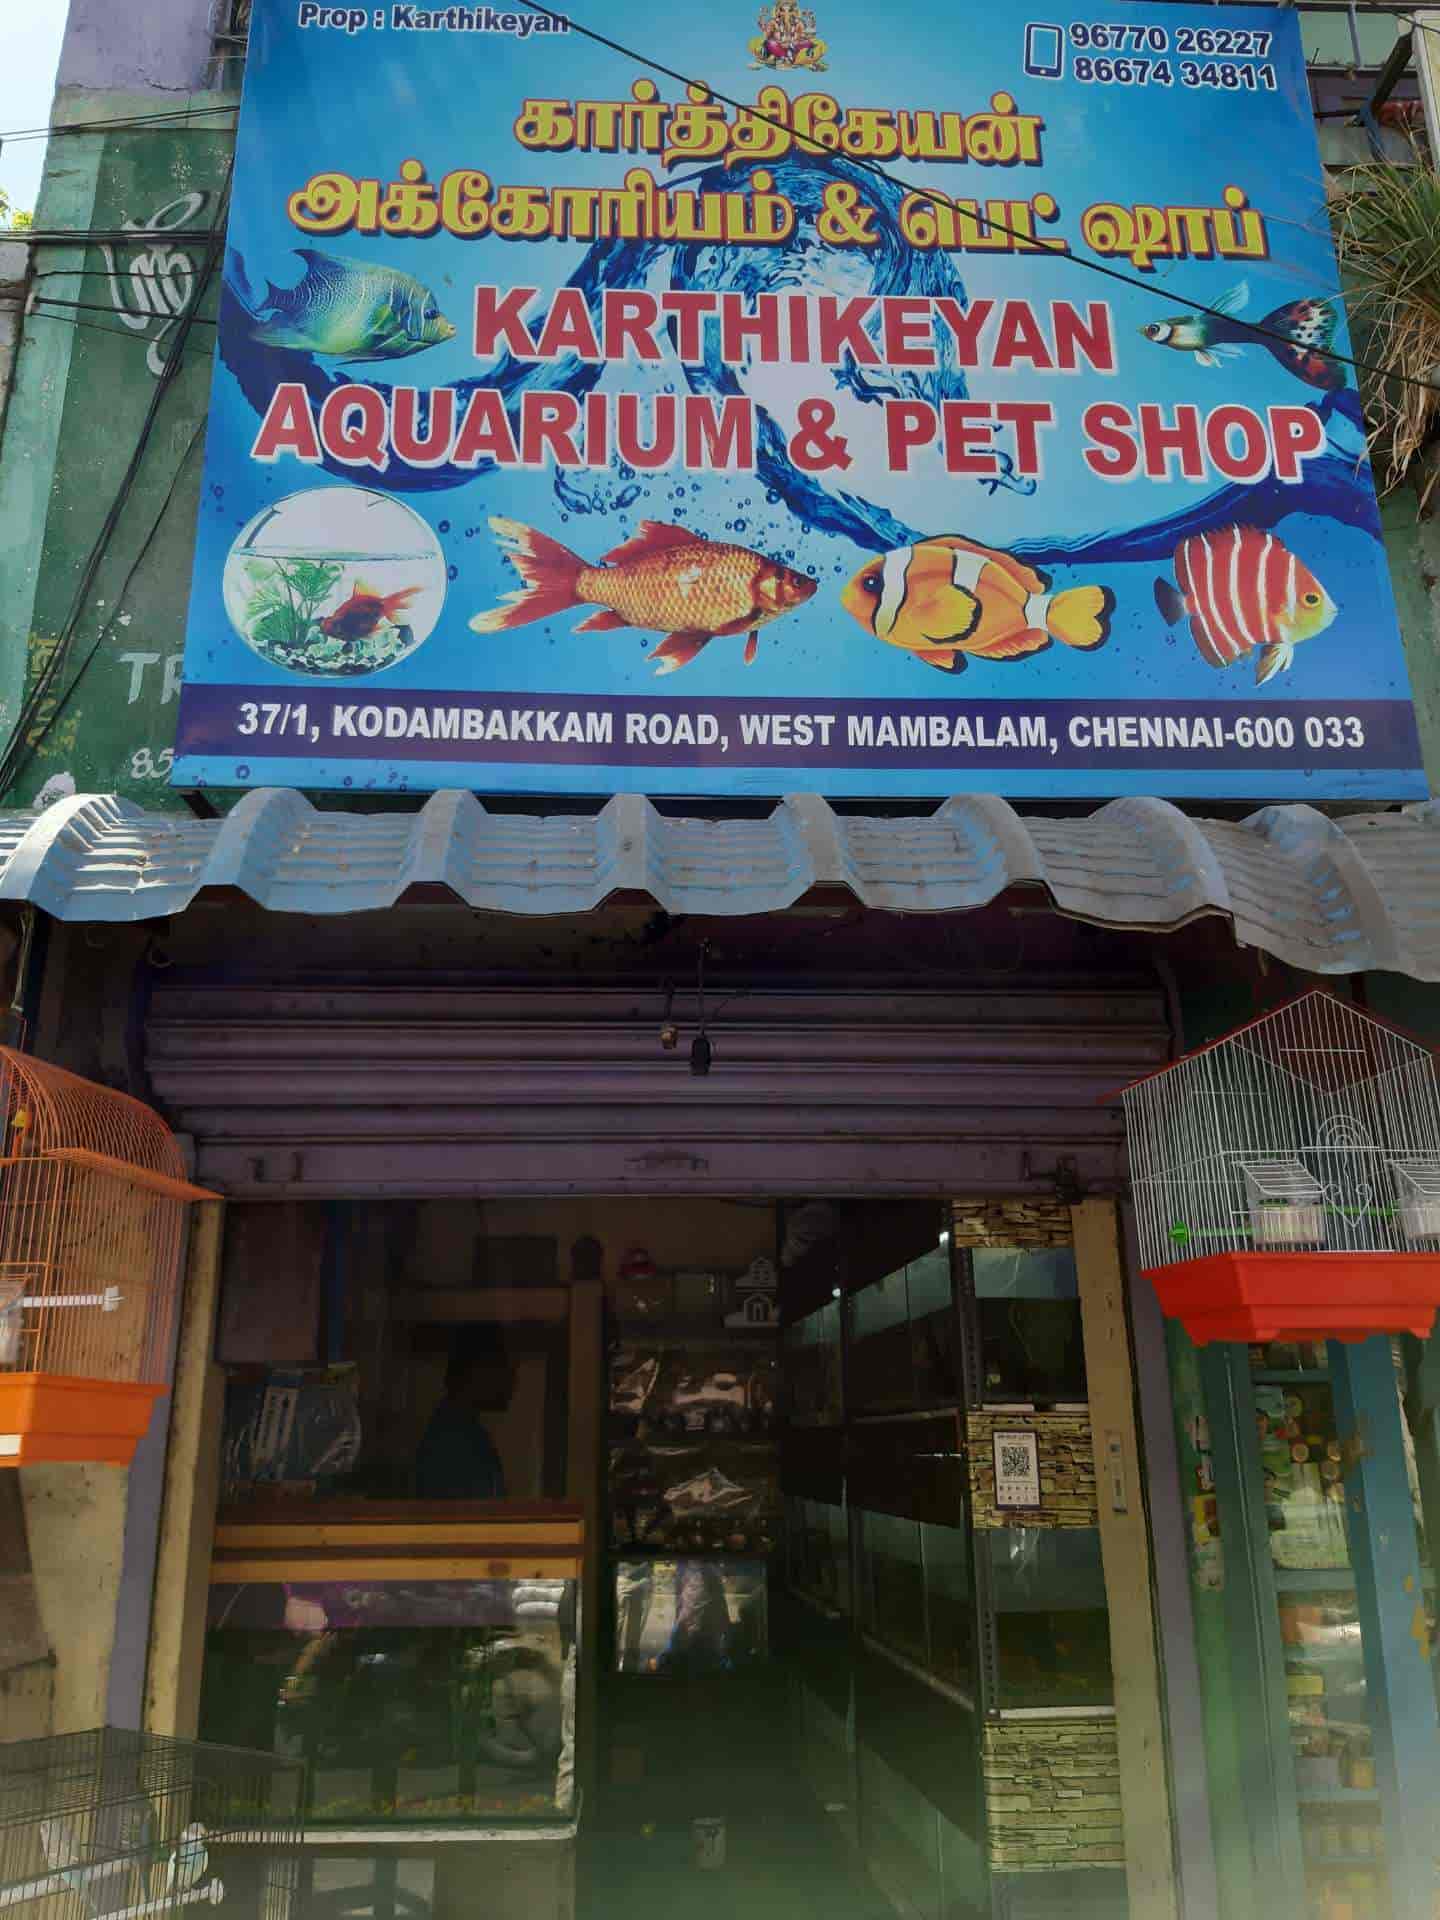 Prop : Karthikeyan
96770 26227
86674 34811
கார்த்திகேயன்
அக்கோரியம் & பெட் ஷாப்
KARTHIKEYAN
AQUARIUM & PET SHOP
37/1, KODAMBAKKAM ROAD, WEST MAMBALAM, CHENNAI-600 033
ஸ்ரீ